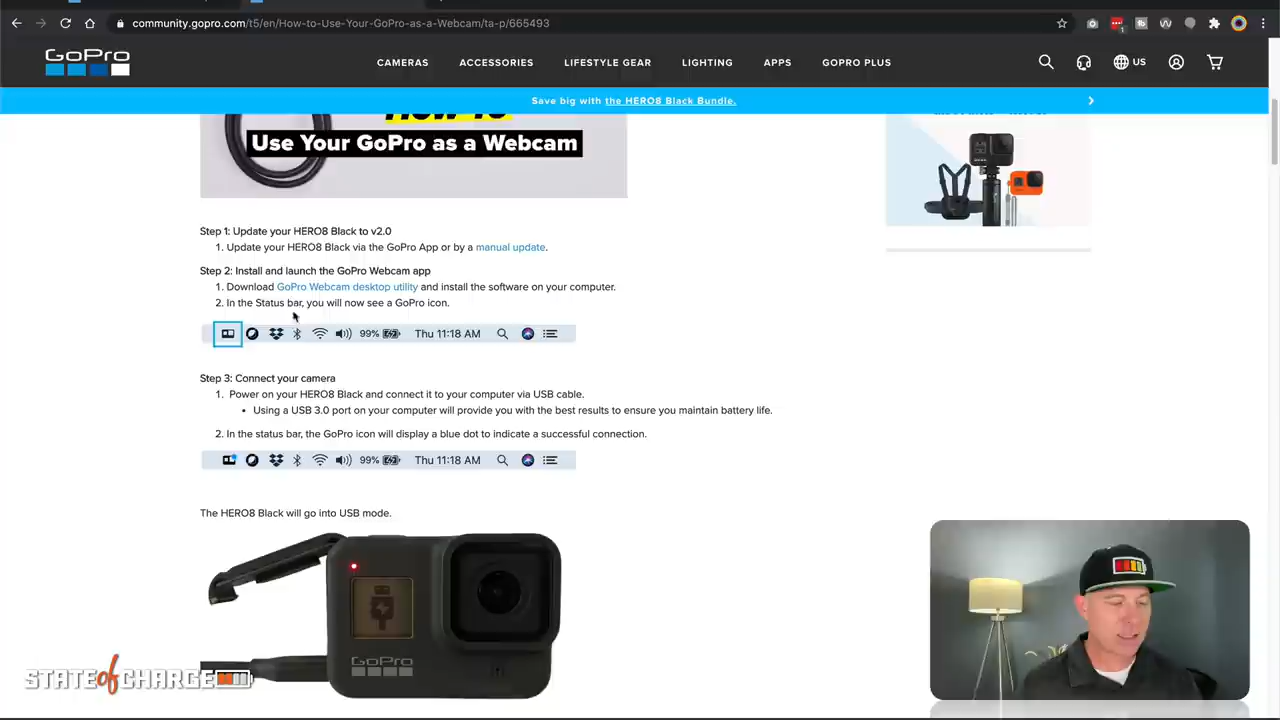 community.gopro.com/t5/en/How-to-Use-Your-GoPro-as-a-Webcam/ta-p/665493
GoPro
CAMERAS ACCESSORIES LIFESTYLE GEAR LIGHTING APPS GOPRO PLUS US
Save big with the HERO8 Black Bundle.
Use Your GoPro as a Webcam
Step 1: Update your HERO8 Black to v2.0
1. Update your HERO8 Black via the GoPro App or by a manual update.
Step 2: Install and launch the GoPro Webcam app
1. Download GoPro Webcam desktop utility and install the software on your computer.
2. In the Status bar, you will now see a GoPro icon.
99% Thu 11:18 AM
Step 3: Connect your camera
1. Power on your HERO8 Black and connect it to your computer via USB cable.
• Using a USB 3.0 port on your computer will provide you with the best results to ensure you maintain battery life.
2. In the status bar, the GoPro icon will display a blue dot to indicate a successful connection.
99% Thu 11:18 AM
The HERO8 Black will go into USB mode.
GoPro
STATE of CHARGE